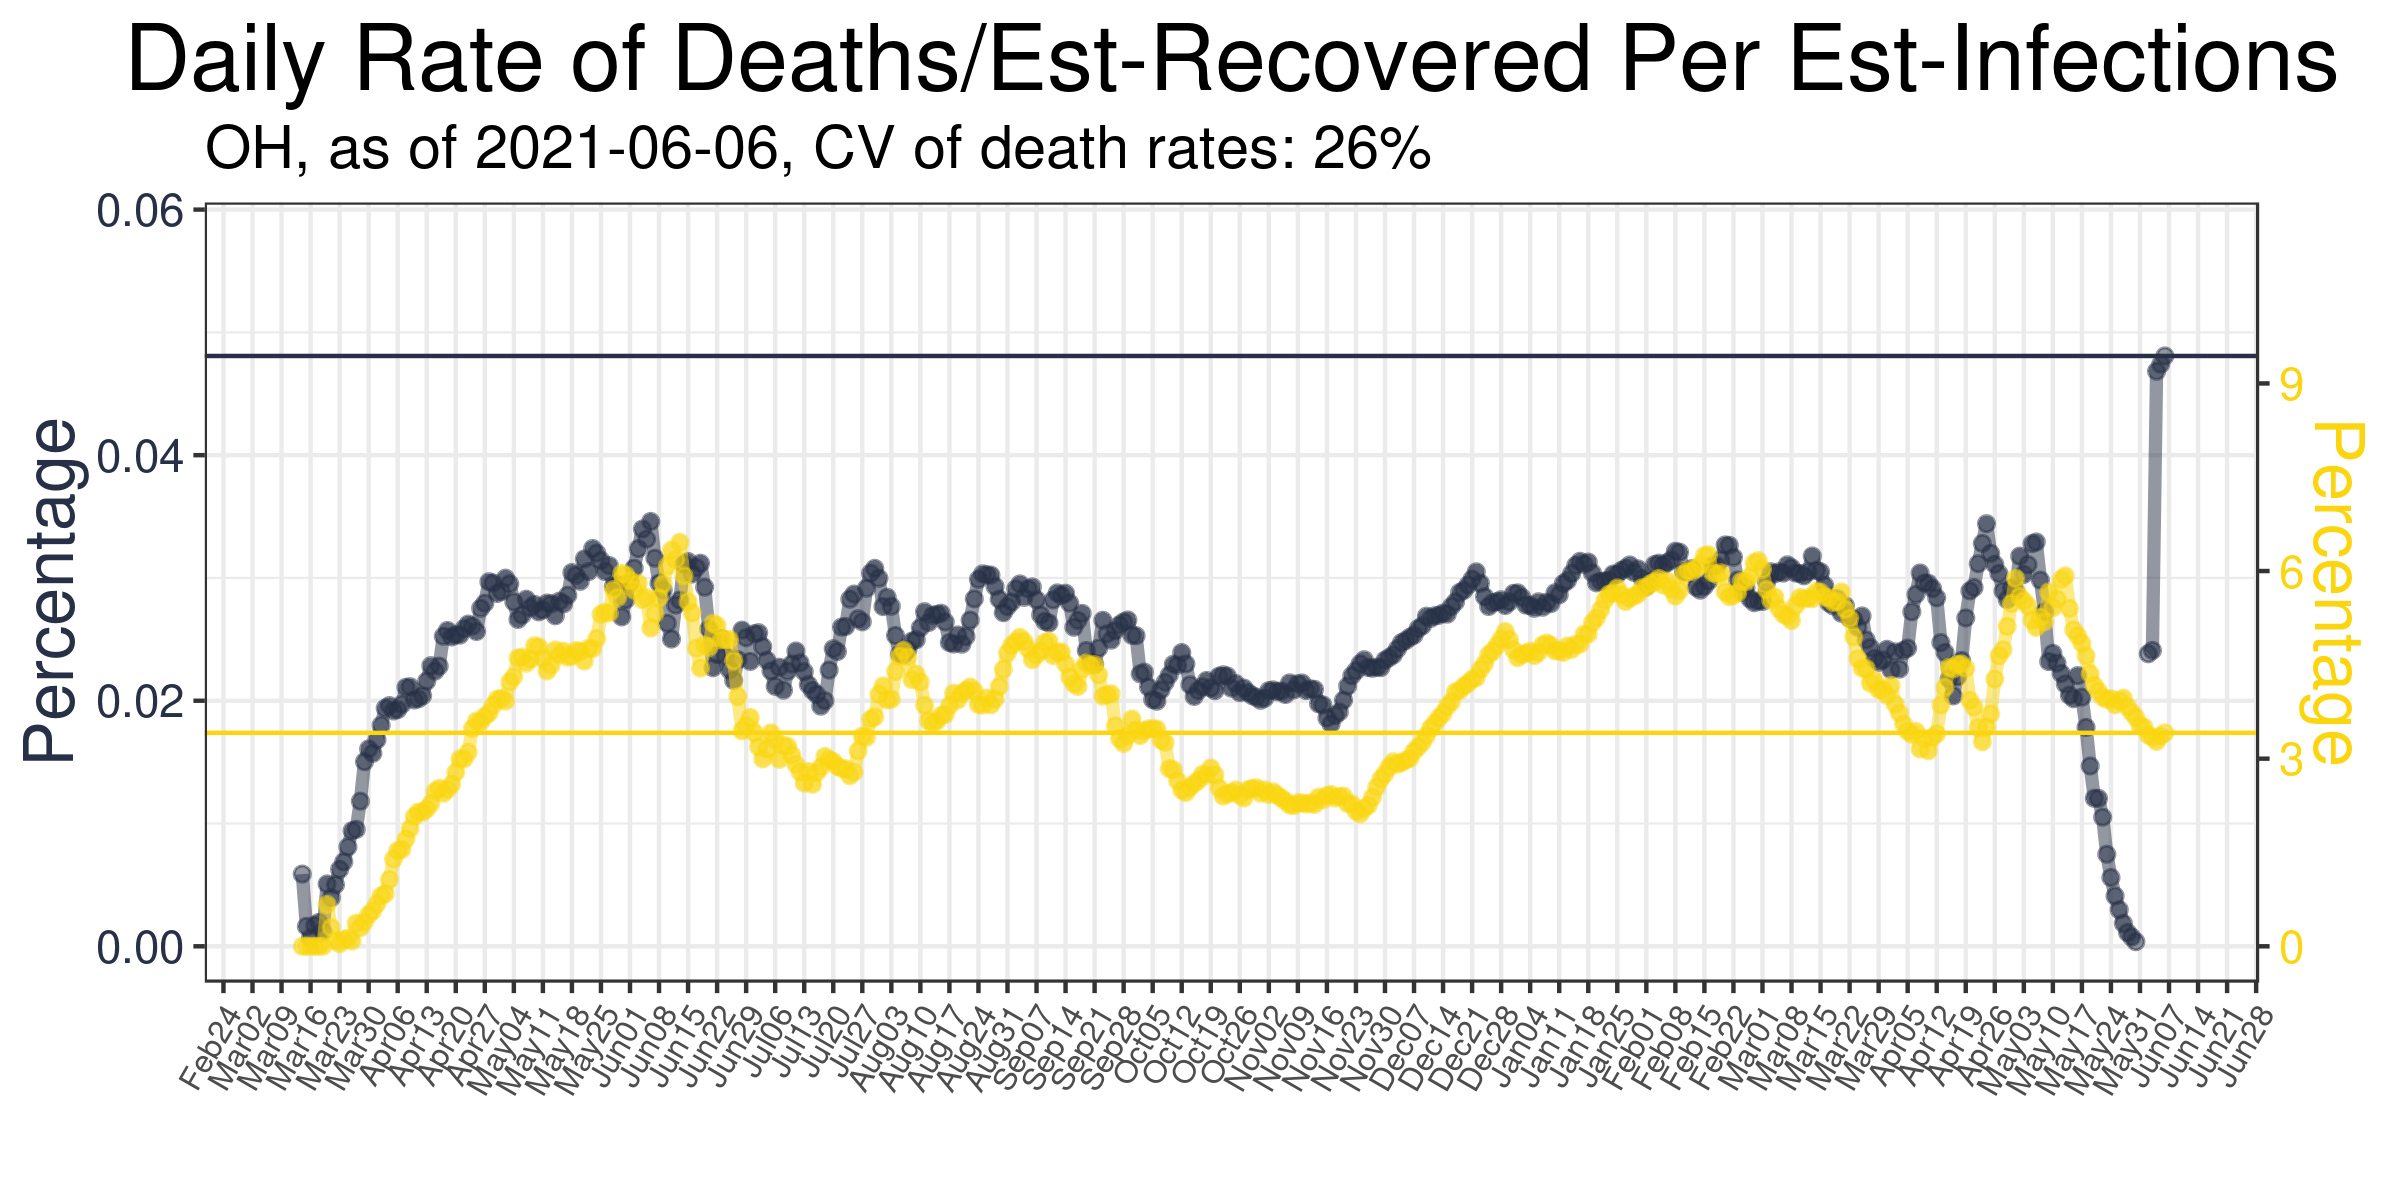 Daily Rate of Deaths/Est-Recovered Per Est-Infections
OH, as of 2021-06-06, CV of death rates: 26%
Percentage
0.06
0.04
0.02
0.00
9
6
3
0
Percentage
Feb24
Mar02
Mar09
Mar16
Mar23
Mar30
Apr06
Apr13
Apr20
Apr27
May04
May11
May18
May25
Jun01
Jun08
Jun15
Jun22
Jun29
Jul06
Jul13
Jul20
Jul27
Aug03
Aug10
Aug17
Aug24
Aug31
Sep07
Sep14
Sep21
Sep28
Oct05
Oct12
Oct19
Oct26
Nov02
Nov09
Nov16
Nov23
Nov30
Dec07
Dec14
Dec21
Dec28
Jan04
Jan11
Jan18
Jan25
Feb01
Feb08
Feb15
Feb22
Mar01
Mar08
Mar15
Mar22
Mar29
Apr05
Apr12
Apr19
Apr26
May03
May10
May17
May24
May31
Jun07
Jun14
Jun21
Jun28